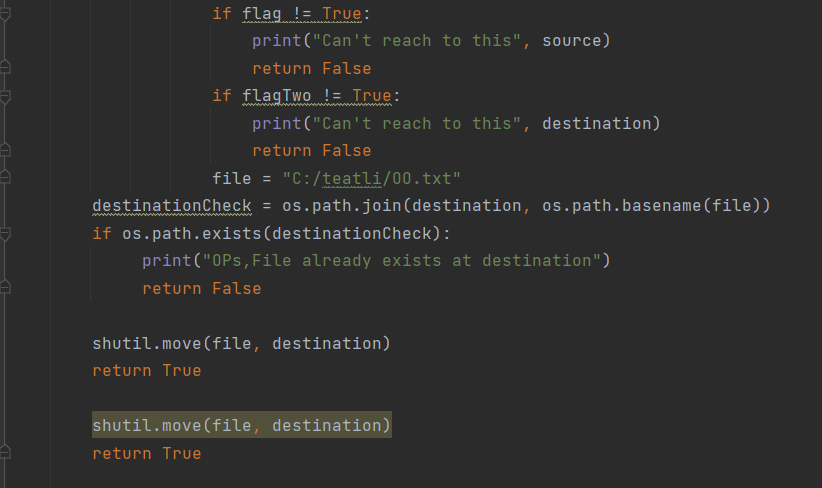 if flag != True:
print("Can't reach to this", source)
return False
if flagTwo != True:
print("Can't reach to this", destination)
return False
file = "C:/teatli/OO.txt"
destinationCheck = os.path.join(destination, os.path.basename(file))
if os.path.exists(destinationCheck):
print("OPs,File already exists at destination")
return False
shutil.move(file, destination)
return True
shutil.move(file, destination)
return True